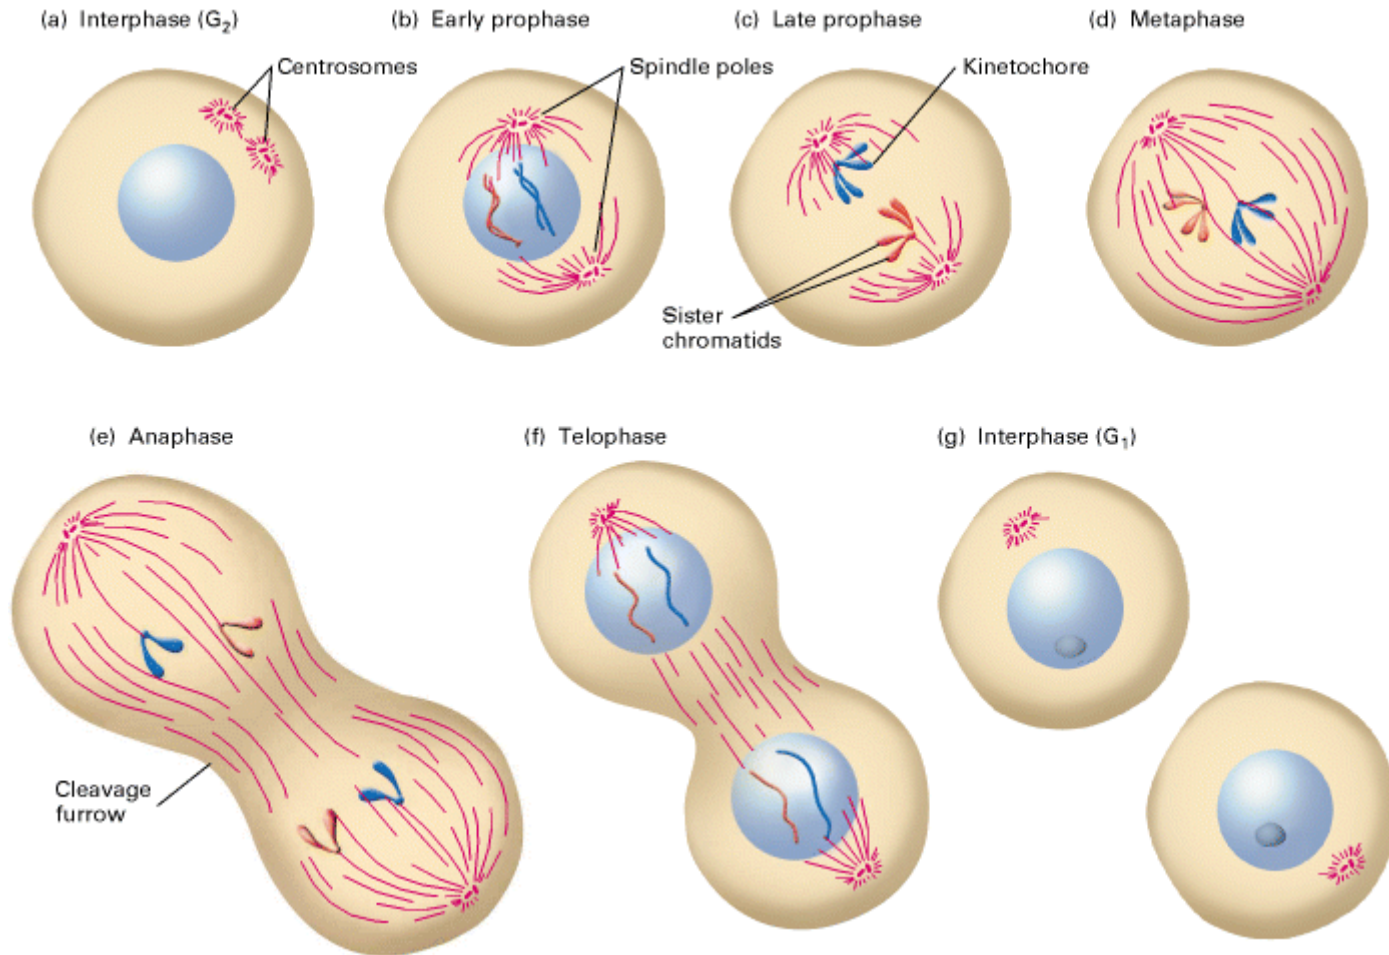 (a) Interphase (G₂)
(b) Early prophase
(c) Late prophase
(d) Metaphase
Centrosomes
Spindle poles
Kinetochore
Sister
chromatids
(e) Anaphase
(f) Telophase
(g) Interphase (G₁)
Cleavage
furrow